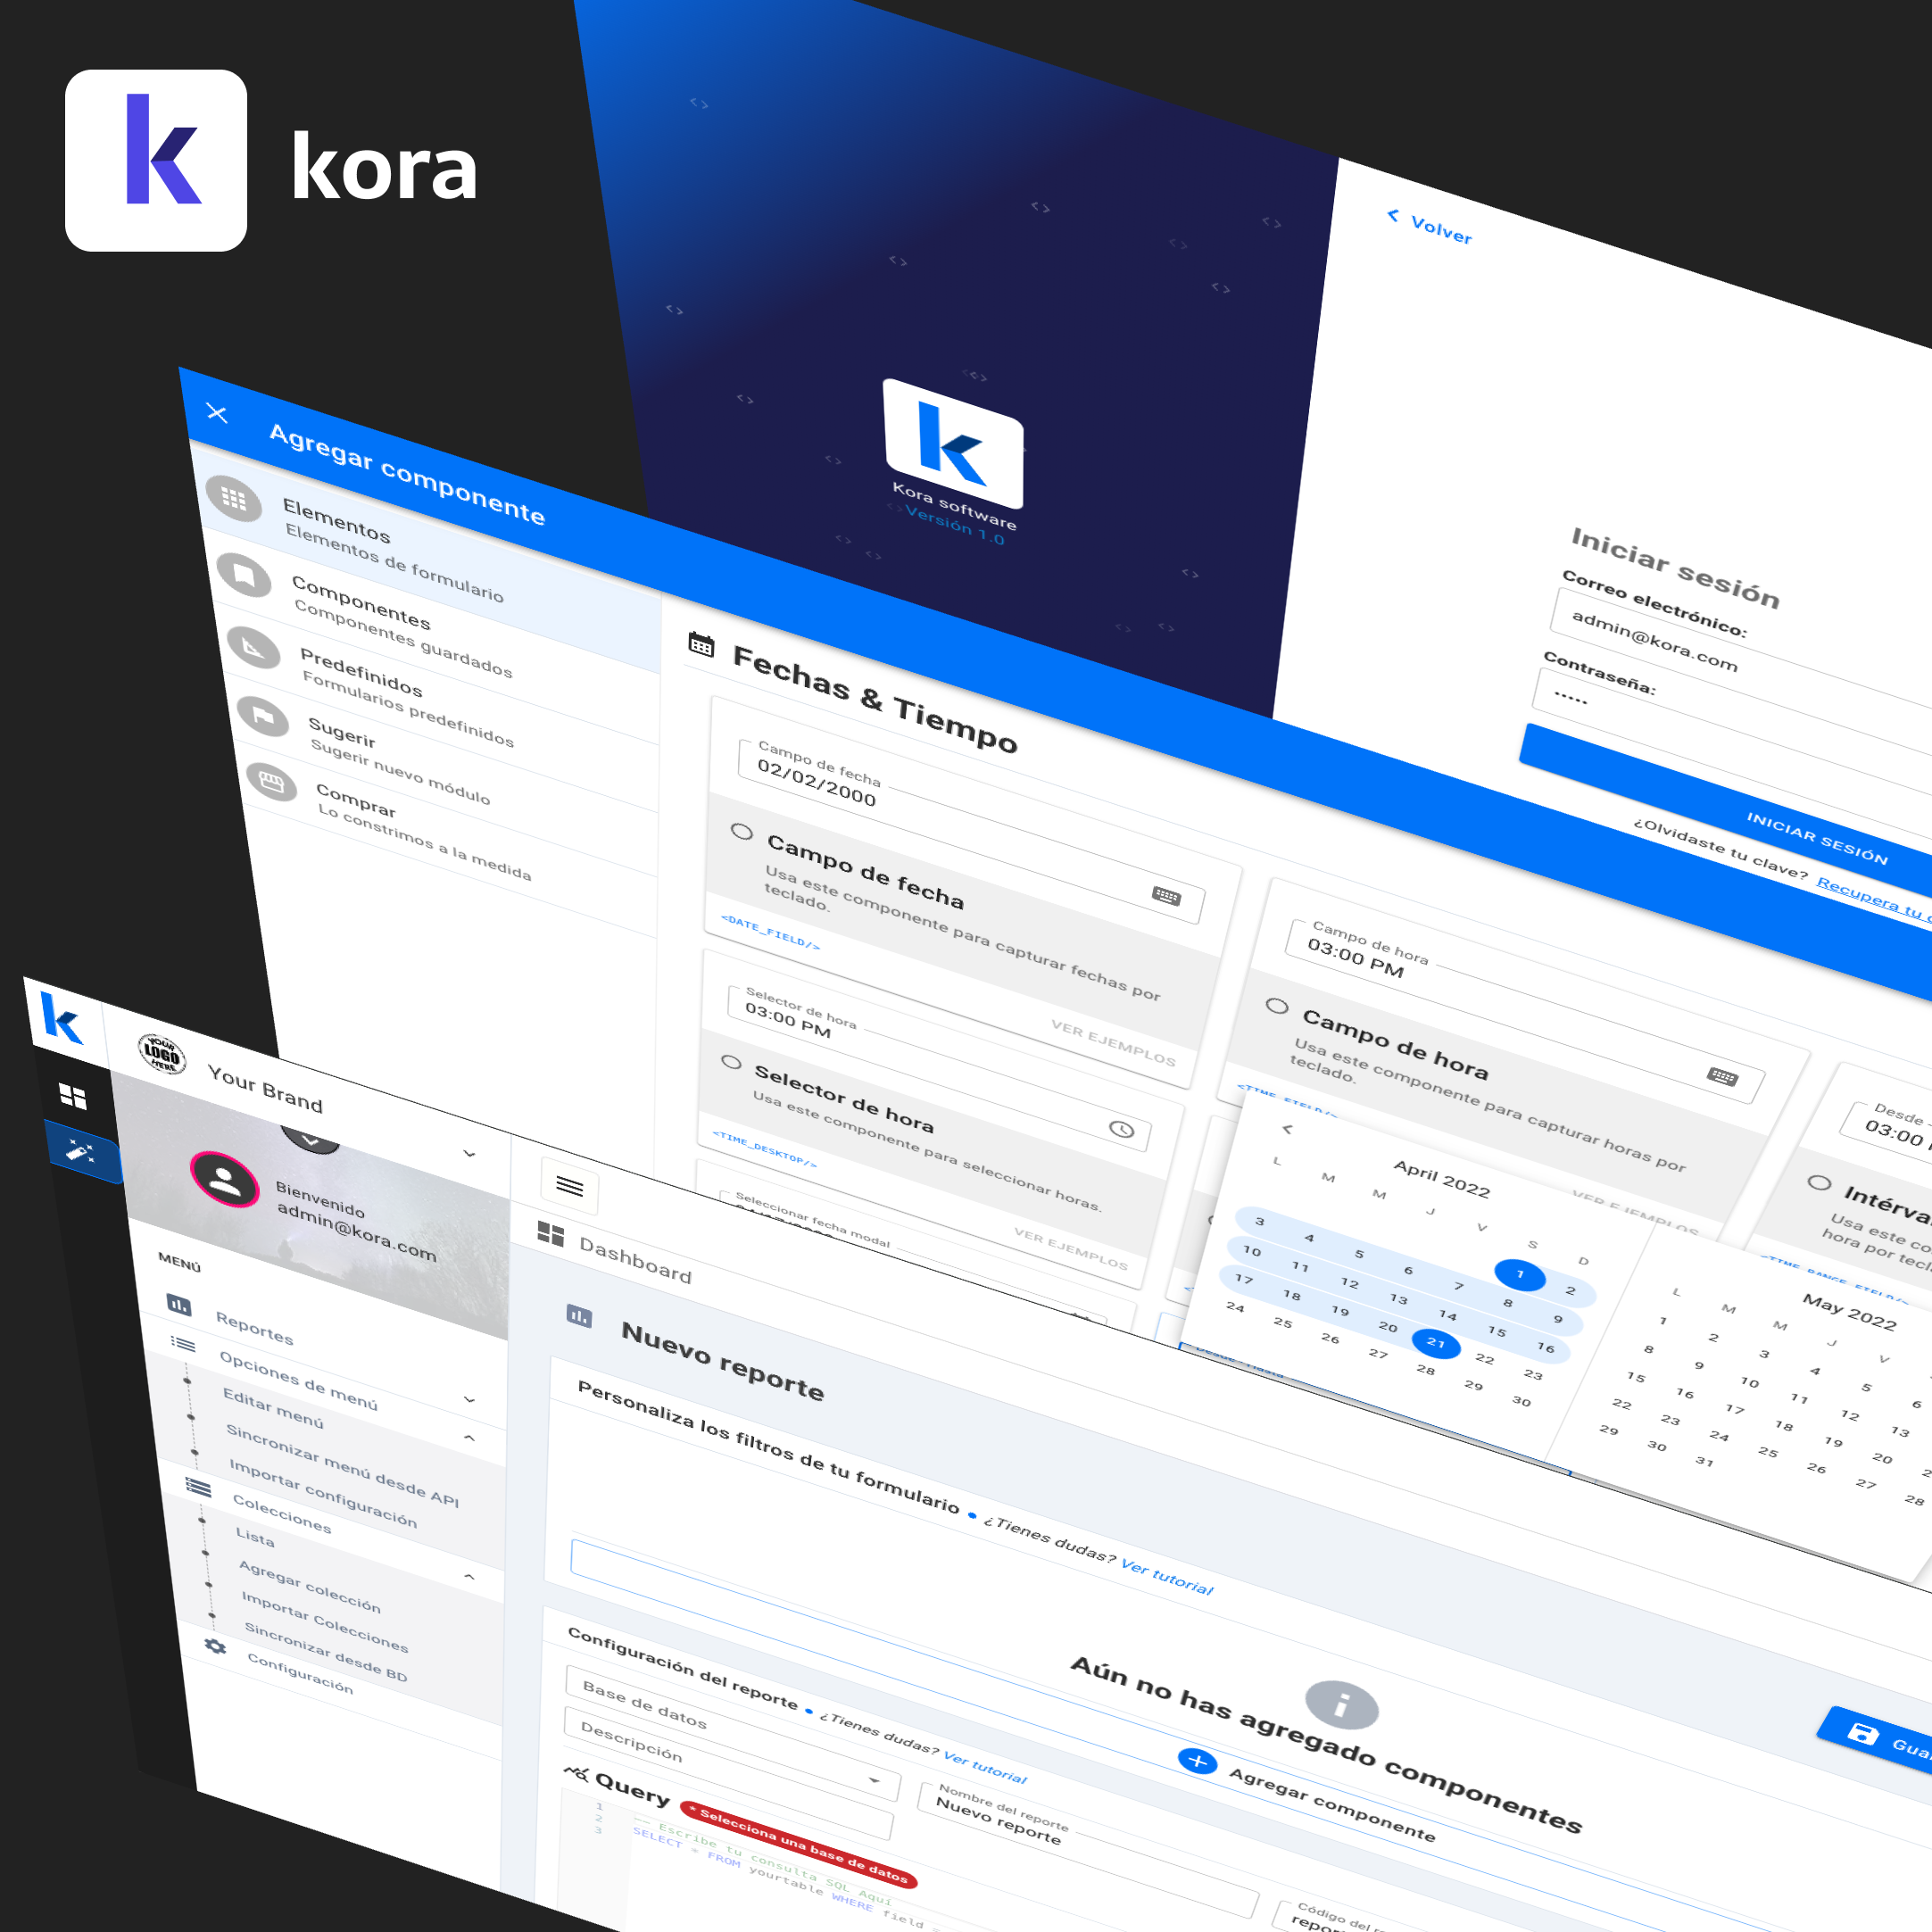 kora
Volver
Kora software
Versión 1.0
Iniciar sesión
Correo electrónico:
admin@kora.com
Contraseña:
•••••
INICIAR SESIÓN
¿Olvidaste tu clave? Recupera tu
Agregar componente
Elementos
Elementos de formulario
Componentes
Componentes guardados
Predefinidos
Formularios predefinidos
Sugerir
Sugerir nuevo módulo
Comprar
Lo constrimos a la medida
Fechas & Tiempo
Campo de fecha
02/02/2000
Campo de fecha
Usa este componente para capturar fechas por
teclado.
<DATE_FIELD/>
VER EJEMPLOS
Campo de hora
03:00 PM
Campo de hora
Usa este componente para capturar horas por
teclado.
<TIME_FIELD/>
VER EJEMPLOS
Desde
03:00
Usa este
hora por
<TIME_RANGE_FIELD/>
Selector de hora
03:00 PM
Selector de hora
Usa este componente para seleccionar horas.
<TIME_DESKTOP/>
VER EJEMPLOS
Seleccionar fecha modal
April 2022
L M M J V S D
1 2
3 4 5 6 7 8 9
10 11 12 13 14 15 16
17 18 19 20 21 22 23
24 25 26 27 28 29 30
May 2022
L M M J V
1 2 3 4 5 6
8 9 10 11 12 13
15 16 17 18 19 20
22 23 24 25 26 27 28
29 30 31
YOUR
LOGO
HERE
Your Brand
Bienvenido
admin@kora.com
MENÚ
Reportes
Opciones de menú
Editar menú
Sincronizar menú desde API
Importar configuración
Colecciones
Lista
Agregar colección
Importar Colecciones
Sincronizar desde BD
Configuración
Dashboard
Nuevo reporte
Personaliza los filtros de tu formulario • ¿Tienes dudas? Ver tutorial
Aún no has agregado componentes
Agregar componente
Configuración del reporte • ¿Tienes dudas? Ver tutorial
Base de datos
Descripción
Nombre del reporte
Nuevo reporte
Código del
Query * Selecciona una base de datos
1
2 -- Escribe tu consulta SQL Aquí
3 SELECT * FROM yourtable WHERE field =